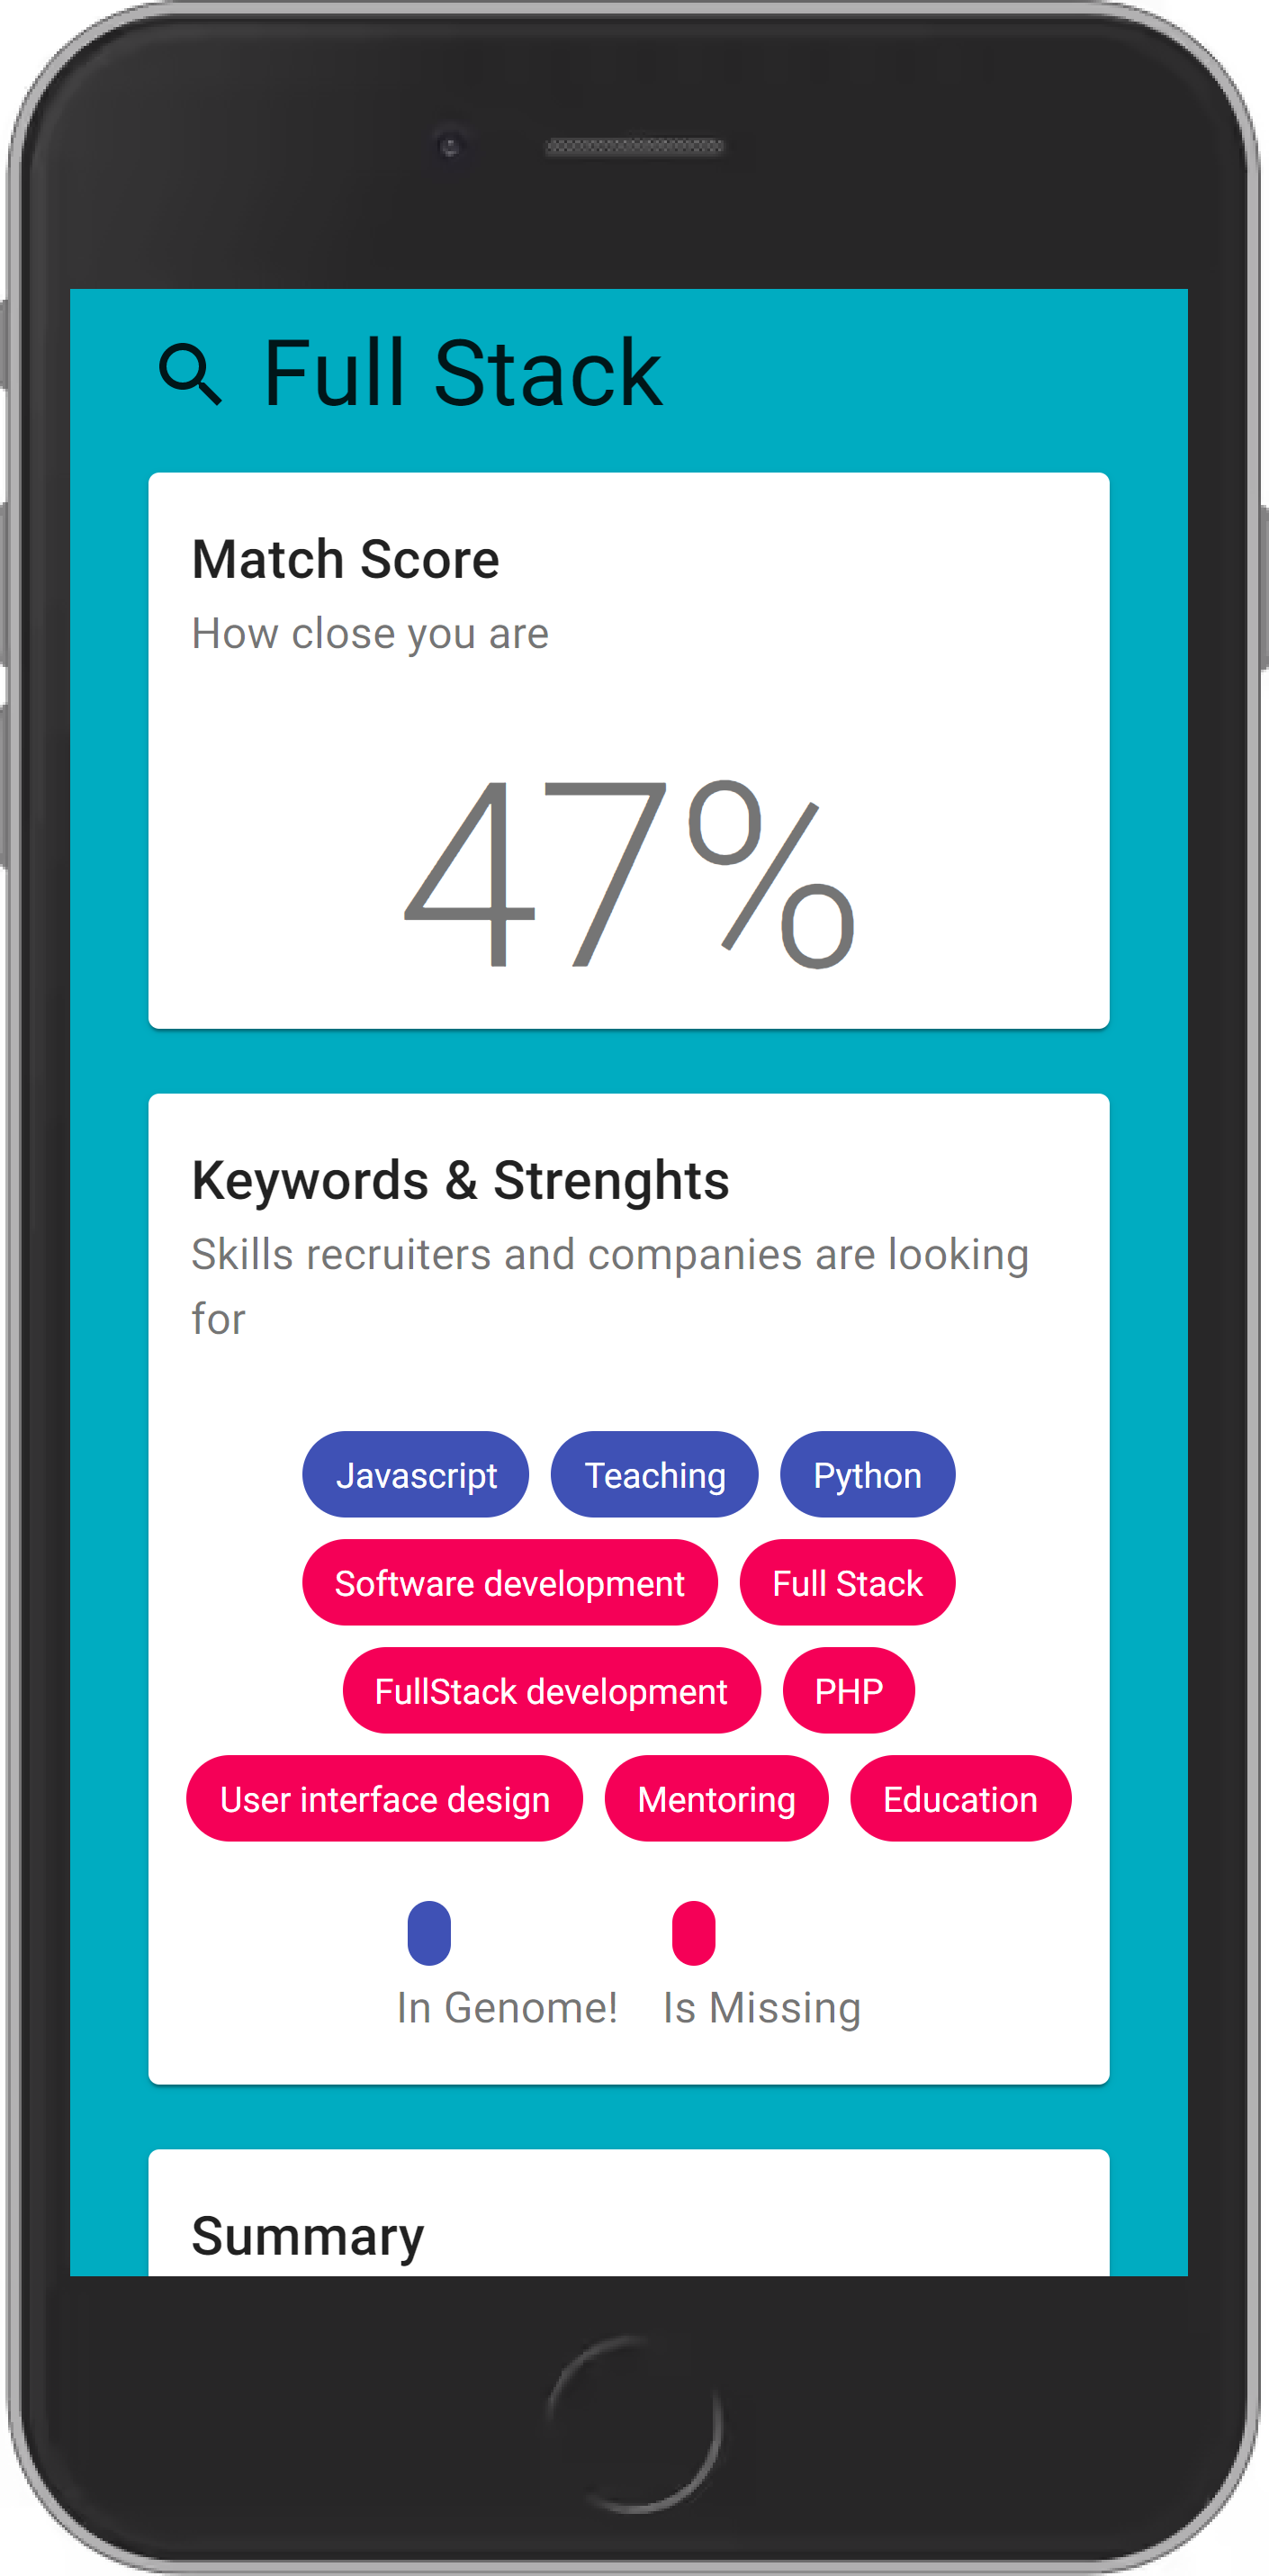 Full Stack
Match Score
How close you are
47%
Keywords & Strenghts
Skills recruiters and companies are looking
for
Javascript Teaching Python
Software development Full Stack
FullStack development PHP
User interface design Mentoring Education
In Genome! Is Missing
Summary